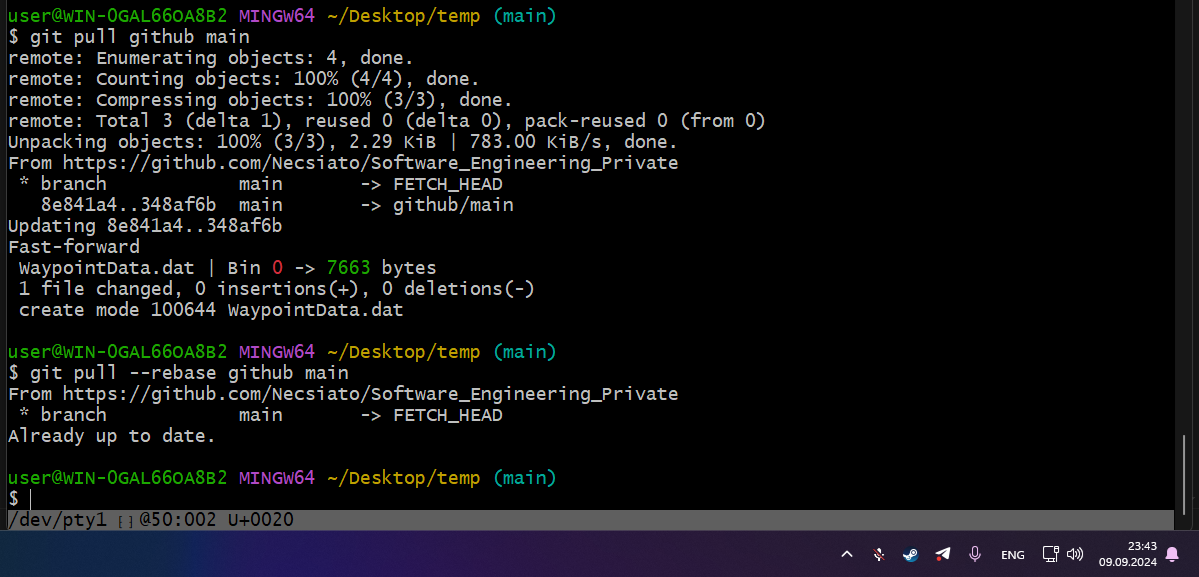 user@WIN-0GAL66OA8B2 MINGW64 ~/Desktop/temp (main)
$ git pull github main
remote: Enumerating objects: 4, done.
remote: Counting objects: 100% (4/4), done.
remote: Compressing objects: 100% (3/3), done.
remote: Total 3 (delta 1), reused 0 (delta 0), pack-reused 0 (from 0)
Unpacking objects: 100% (3/3), 2.29 KiB | 783.00 KiB/s, done.
From https://github.com/Necsiato/Software_Engineering_Private
 * branch            main       -> FETCH_HEAD
   8e841a4..348af6b  main       -> github/main
Updating 8e841a4..348af6b
Fast-forward
 WaypointData.dat | Bin 0 -> 7663 bytes
 1 file changed, 0 insertions(+), 0 deletions(-)
 create mode 100644 WaypointData.dat
user@WIN-0GAL66OA8B2 MINGW64 ~/Desktop/temp (main)
$ git pull --rebase github main
From https://github.com/Necsiato/Software_Engineering_Private
 * branch            main       -> FETCH_HEAD
Already up to date.
user@WIN-0GAL66OA8B2 MINGW64 ~/Desktop/temp (main)
$
/dev/pty1 [ ] @50:002 U+0020
ENG
23:43
09.09.2024